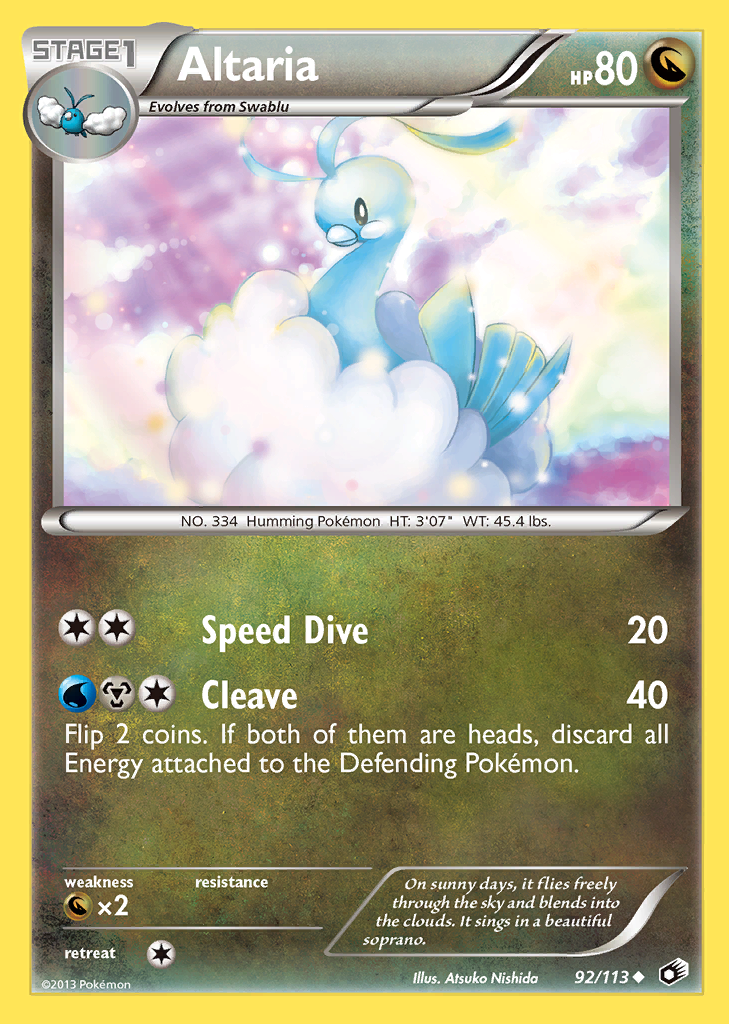 STAGE1
Altaria
HP80
Evolves from Swablu
NO. 334 Humming Pokémon HT: 3'07" WT: 45.4 lbs.
Speed Dive 20
Cleave 40
Flip 2 coins. If both of them are heads, discard all
Energy attached to the Defending Pokémon.
weakness resistance
×2
retreat
On sunny days, it flies freely
through the sky and blends into
the clouds. It sings in a beautiful
soprano.
©2013 Pokémon
Illus. Atsuko Nishida 92/113